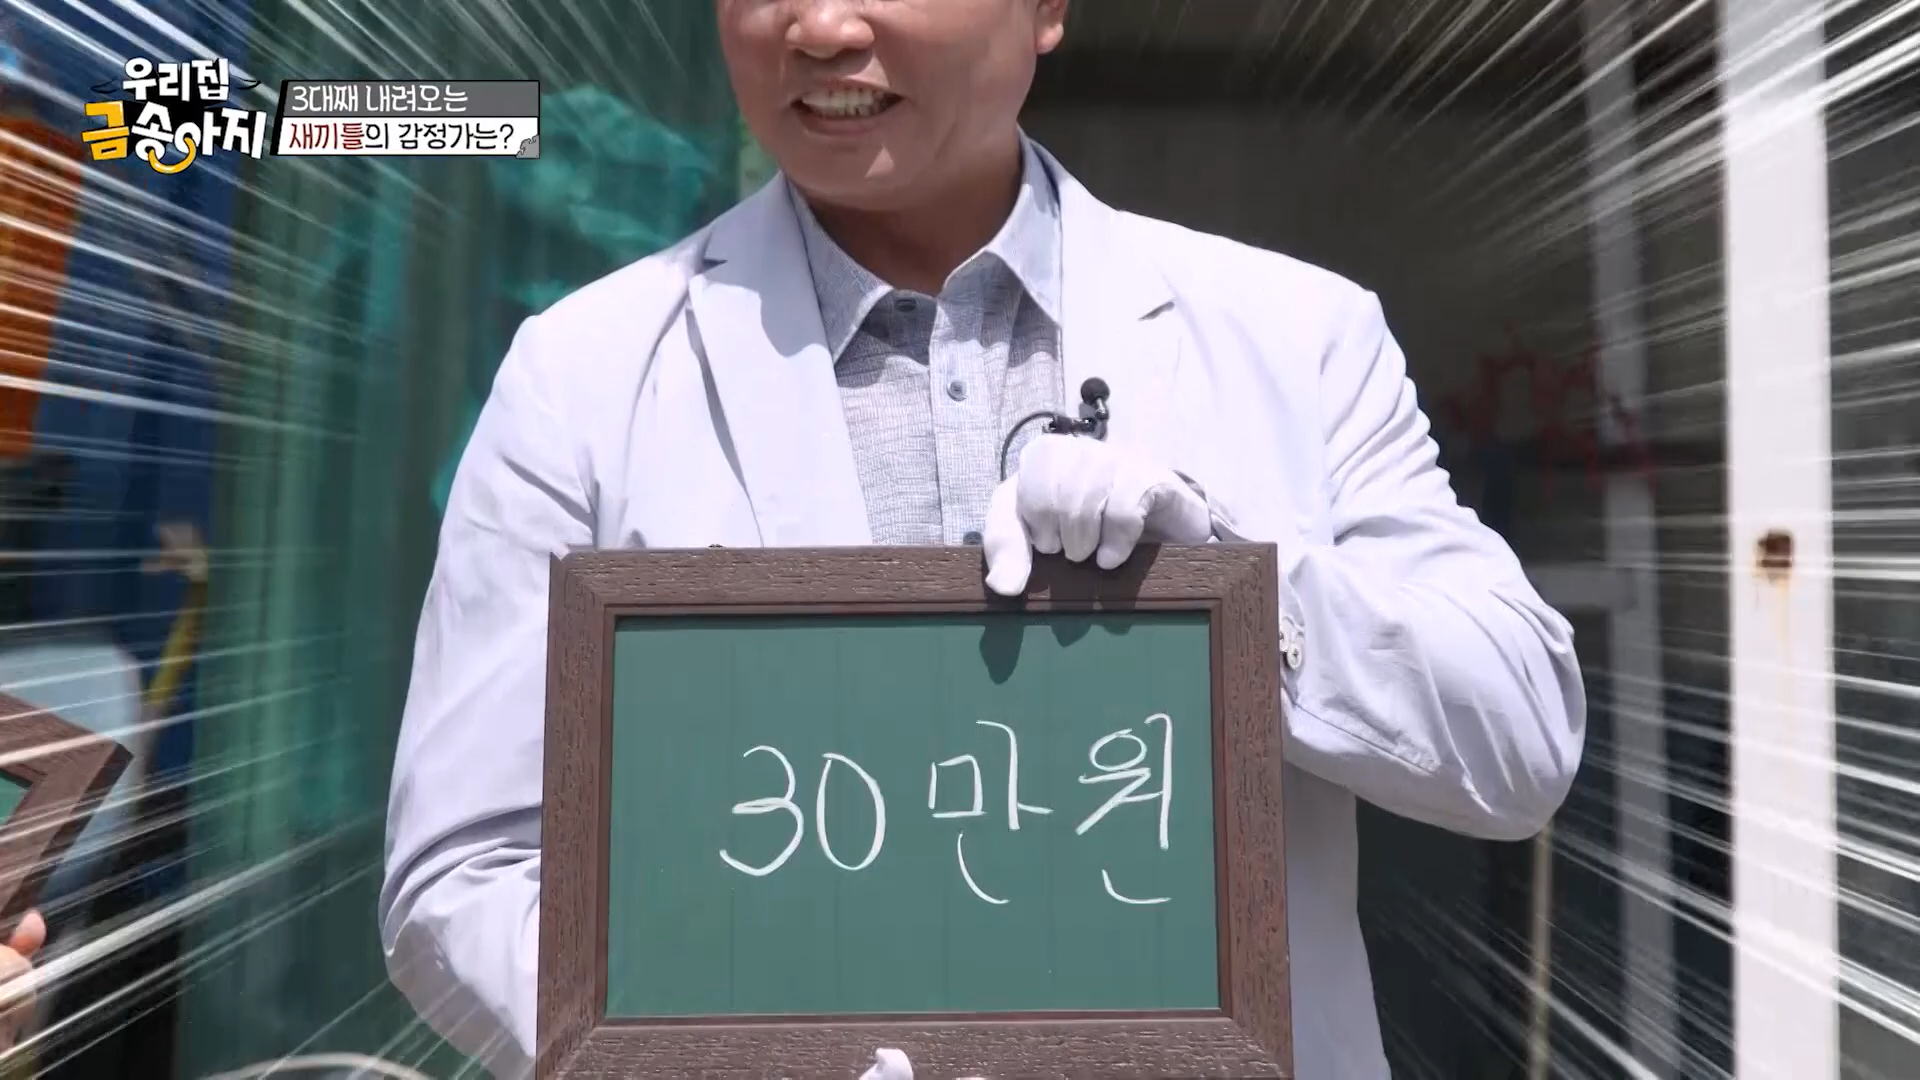 우리집
금송아지
3대째 내려오는
새끼틀의 감정가는?
30만원